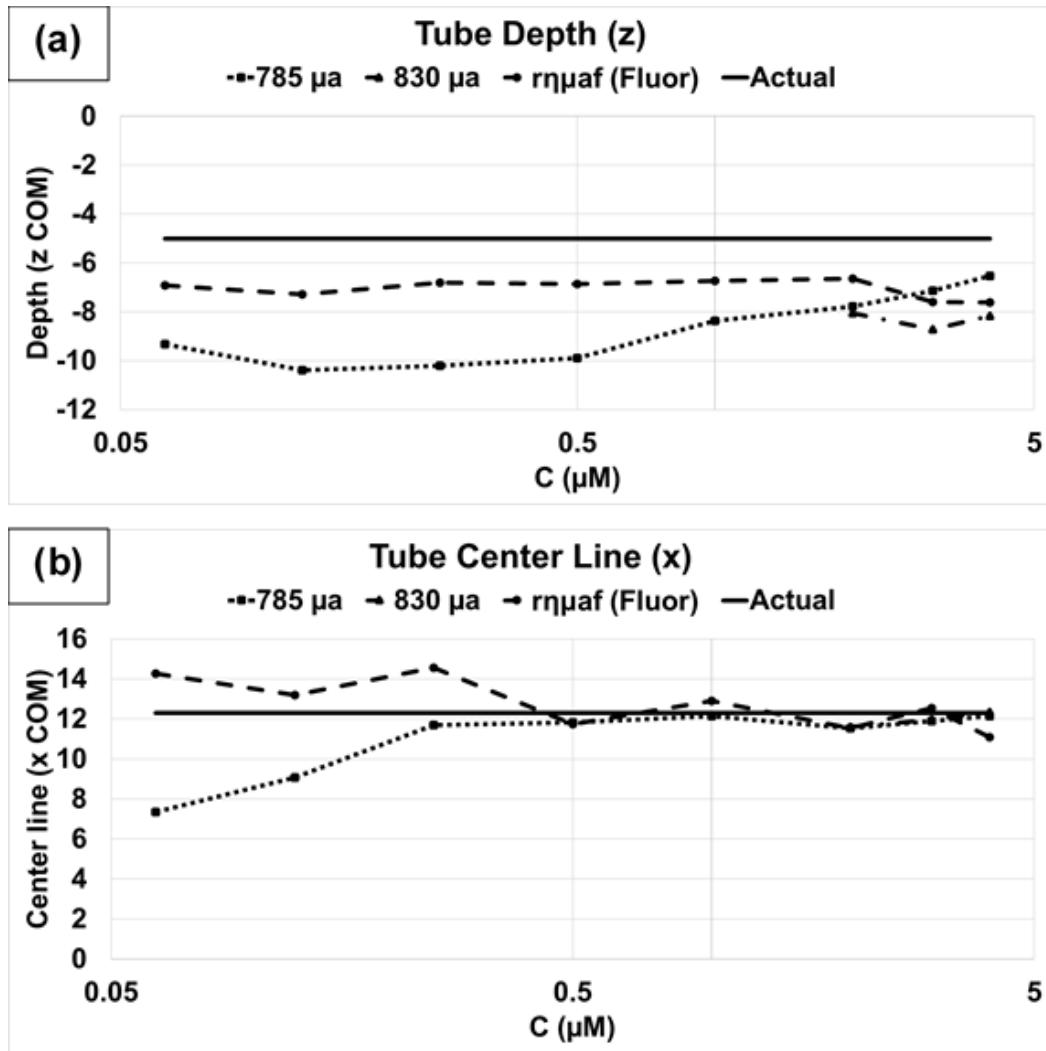 (a)
Tube Depth (z)
785 µa 830 µa rηµaf (Fluor) Actual
0
-2
-4
-6
-8
-10
-12
Depth (z COM)
0.05 0.5 5
C (µM)
(b)
Tube Center Line (x)
785 µa 830 µa rηµaf (Fluor) Actual
16
14
12
10
8
6
4
2
0
Center line (x COM)
0.05 0.5 5
C (µM)